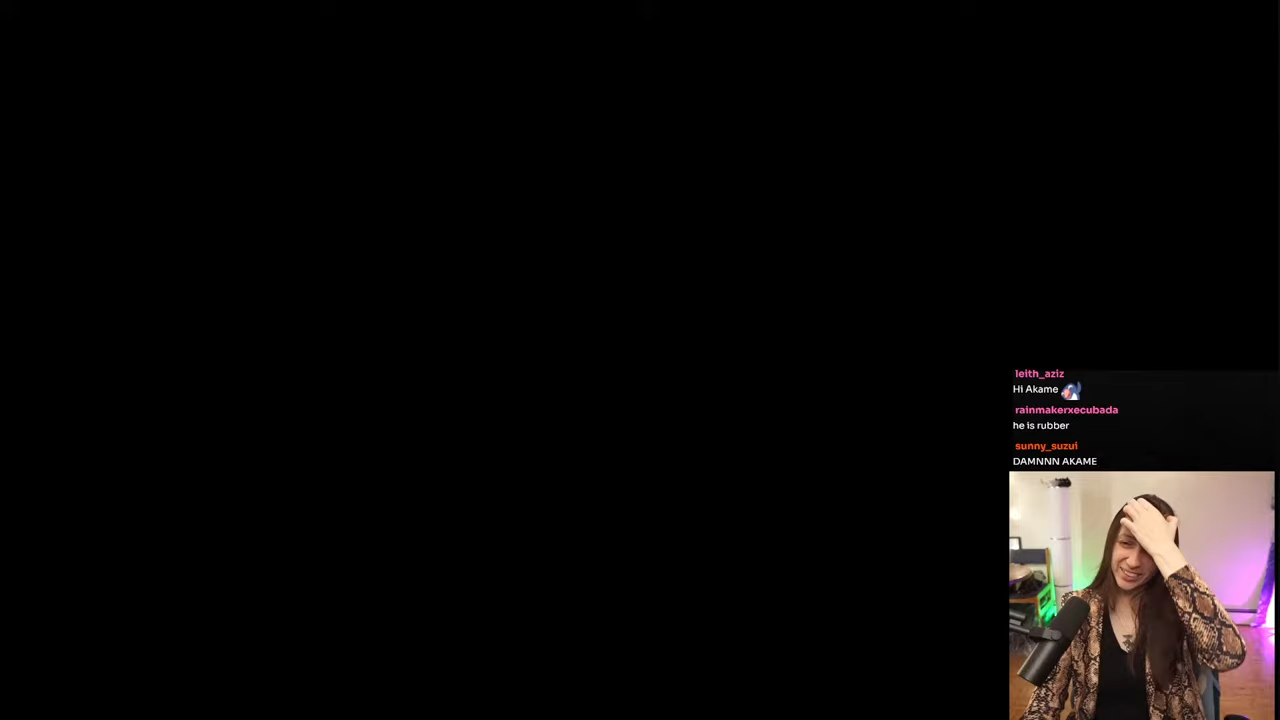 leith_aziz
Hi Akame
rainmakerxecubada
he is rubber
sunny_suzui
DAMNNN AKAME